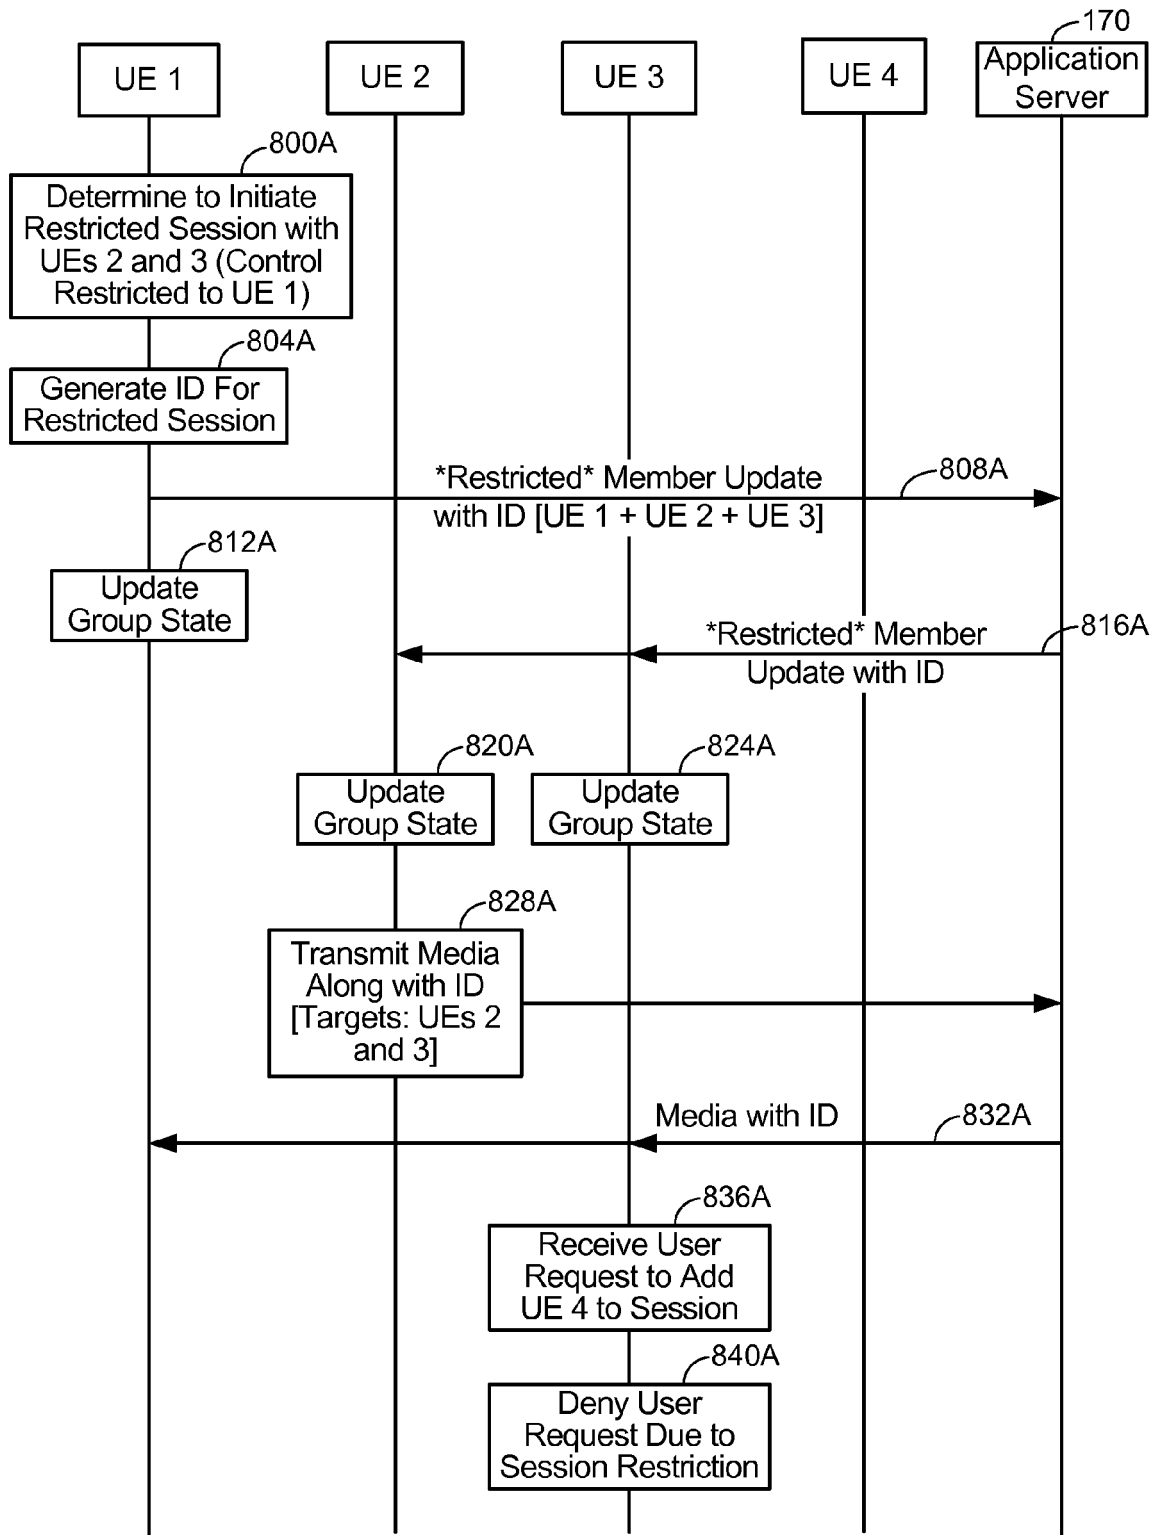 170
UE 1
UE 2
UE 3
UE 4
Application
Server
800A
Determine to Initiate
Restricted Session with
UEs 2 and 3 (Control
Restricted to UE 1)
804A
Generate ID For
Restricted Session
*Restricted* Member Update
808A
with ID [UE 1 + UE 2 + UE 3]
812A
Update
Group State
*Restricted* Member
816A
Update with ID
820A
Update
Group State
824A
Update
Group State
828A
Transmit Media
Along with ID
[Targets: UEs 2
and 3]
Media with ID
832A
836A
Receive User
Request to Add
UE 4 to Session
840A
Deny User
Request Due to
Session Restriction